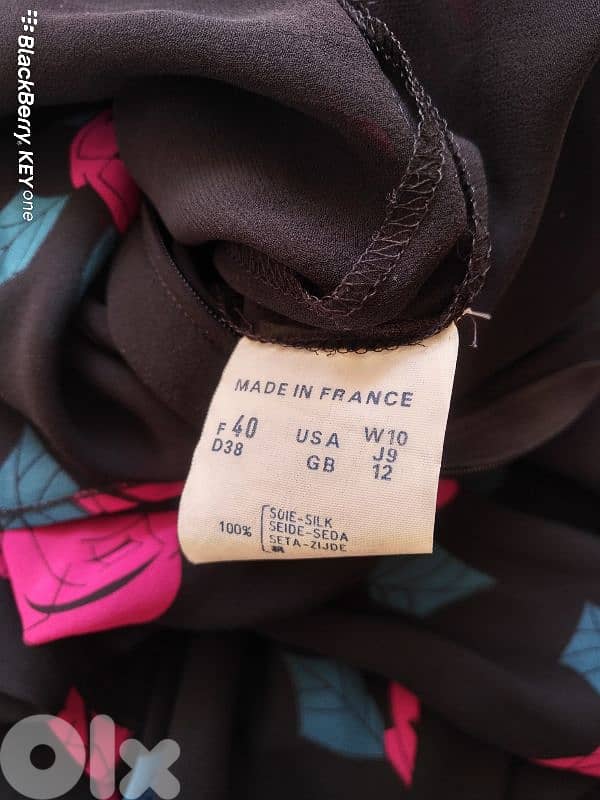 BlackBerry. KEYone
MADE IN FRANCE
F 40 USA W10
D38 J9
GB 12
100% SOIE-SILK
SEIDE-SEDA
SETA-ZIJDE
olx